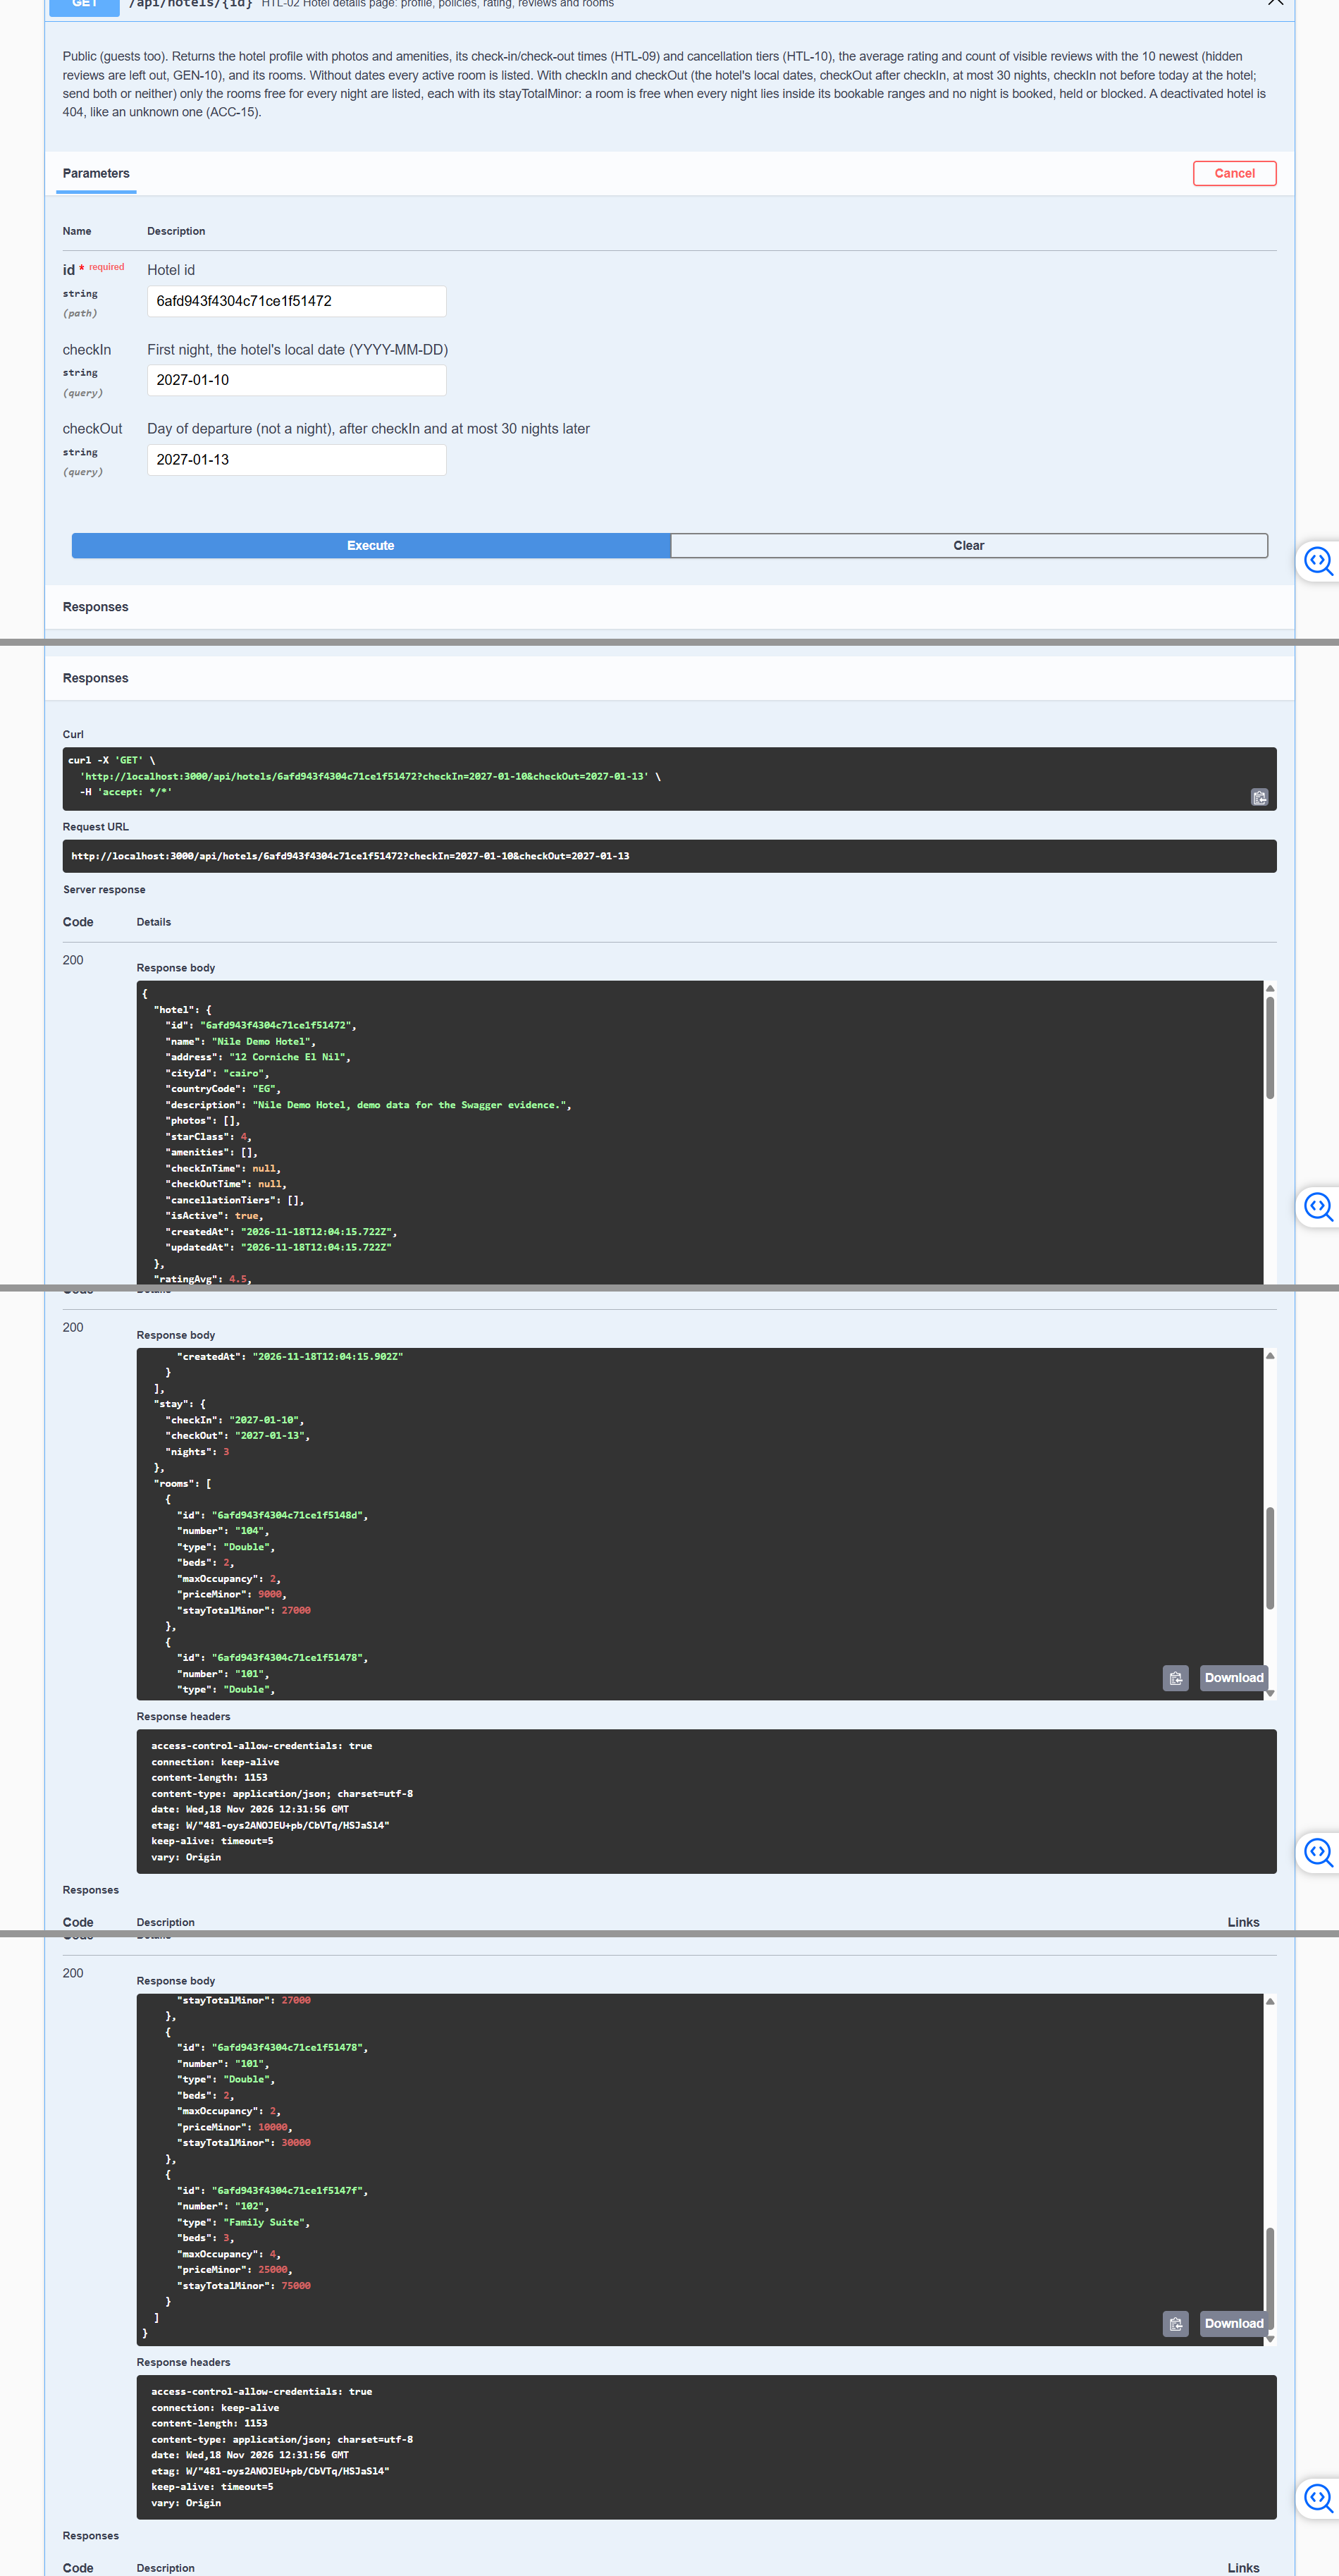 GET /api/hotels/{id} HTL-02 Hotel details page: profile, policies, rating, reviews and rooms
Public (guests too). Returns the hotel profile with photos and amenities, its check-in/check-out times (HTL-09) and cancellation tiers (HTL-10), the average rating and count of visible reviews with the 10 newest (hidden
reviews are left out, GEN-10), and its rooms. Without dates every active room is listed. With checkIn and checkOut (the hotel's local dates, checkOut after checkIn, at most 30 nights, checkIn not before today at the hotel;
send both or neither) only the rooms free for every night are listed, each with its stayTotalMinor: a room is free when every night lies inside its bookable ranges and no night is booked, held or blocked. A deactivated hotel is
404, like an unknown one (ACC-15).
Parameters
Cancel
Name Description
id * required Hotel id
string
(path)
6afd943f4304c71ce1f51472
checkIn First night, the hotel's local date (YYYY-MM-DD)
string
(query)
2027-01-10
checkOut Day of departure (not a night), after checkIn and at most 30 nights later
string
(query)
2027-01-13
Execute Clear
Responses
Responses
Curl
curl -X 'GET' \
'http://localhost:3000/api/hotels/6afd943f4304c71ce1f51472?checkIn=2027-01-10&checkOut=2027-01-13' \
-H 'accept: */*'
Request URL
http://localhost:3000/api/hotels/6afd943f4304c71ce1f51472?checkIn=2027-01-10&checkOut=2027-01-13
Server response
Code Details
200
Response body
{
"hotel": {
"id": "6afd943f4304c71ce1f51472",
"name": "Nile Demo Hotel",
"address": "12 Corniche El Nil",
"cityId": "cairo",
"countryCode": "EG",
"description": "Nile Demo Hotel, demo data for the Swagger evidence.",
"photos": [],
"starClass": 4,
"amenities": [],
"checkInTime": null,
"checkOutTime": null,
"cancellationTiers": [],
"isActive": true,
"createdAt": "2026-11-18T12:04:15.722Z",
"updatedAt": "2026-11-18T12:04:15.722Z"
},
"ratingAvg": 4.5,
Code Details
200
Response body
"createdAt": "2026-11-18T12:04:15.902Z"
}
],
"stay": {
"checkIn": "2027-01-10",
"checkOut": "2027-01-13",
"nights": 3
},
"rooms": [
{
"id": "6afd943f4304c71ce1f5148d",
"number": "104",
"type": "Double",
"beds": 2,
"maxOccupancy": 2,
"priceMinor": 9000,
"stayTotalMinor": 27000
},
{
"id": "6afd943f4304c71ce1f51478",
"number": "101",
"type": "Double",
Download
Response headers
access-control-allow-credentials: true
connection: keep-alive
content-length: 1153
content-type: application/json; charset=utf-8
date: Wed,18 Nov 2026 12:31:56 GMT
etag: W/"481-oys2ANOJEU+pb/CbVTq/HSJaSl4"
keep-alive: timeout=5
vary: Origin
Responses
Code Description Links
Code Details
200
Response body
"stayTotalMinor": 27000
},
{
"id": "6afd943f4304c71ce1f51478",
"number": "101",
"type": "Double",
"beds": 2,
"maxOccupancy": 2,
"priceMinor": 10000,
"stayTotalMinor": 30000
},
{
"id": "6afd943f4304c71ce1f5147f",
"number": "102",
"type": "Family Suite",
"beds": 3,
"maxOccupancy": 4,
"priceMinor": 25000,
"stayTotalMinor": 75000
}
]
}
Download
Response headers
access-control-allow-credentials: true
connection: keep-alive
content-length: 1153
content-type: application/json; charset=utf-8
date: Wed,18 Nov 2026 12:31:56 GMT
etag: W/"481-oys2ANOJEU+pb/CbVTq/HSJaSl4"
keep-alive: timeout=5
vary: Origin
Responses
Code Description Links